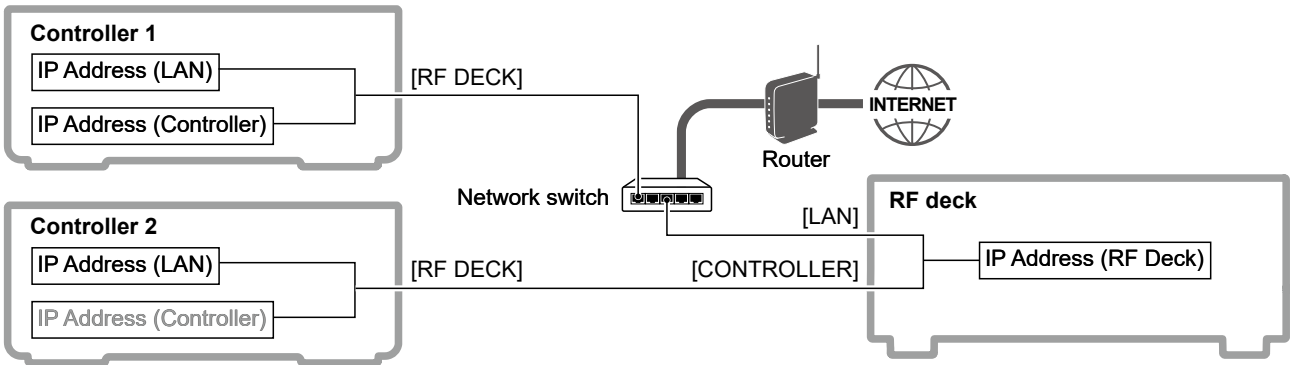 Controller 1
IP Address (LAN)
[RF DECK]
IP Address (Controller)
INTERNET
Router
Network switch
RF deck
[LAN]
Controller 2
IP Address (LAN)
[RF DECK]
[CONTROLLER]
IP Address (RF Deck)
IP Address (Controller)